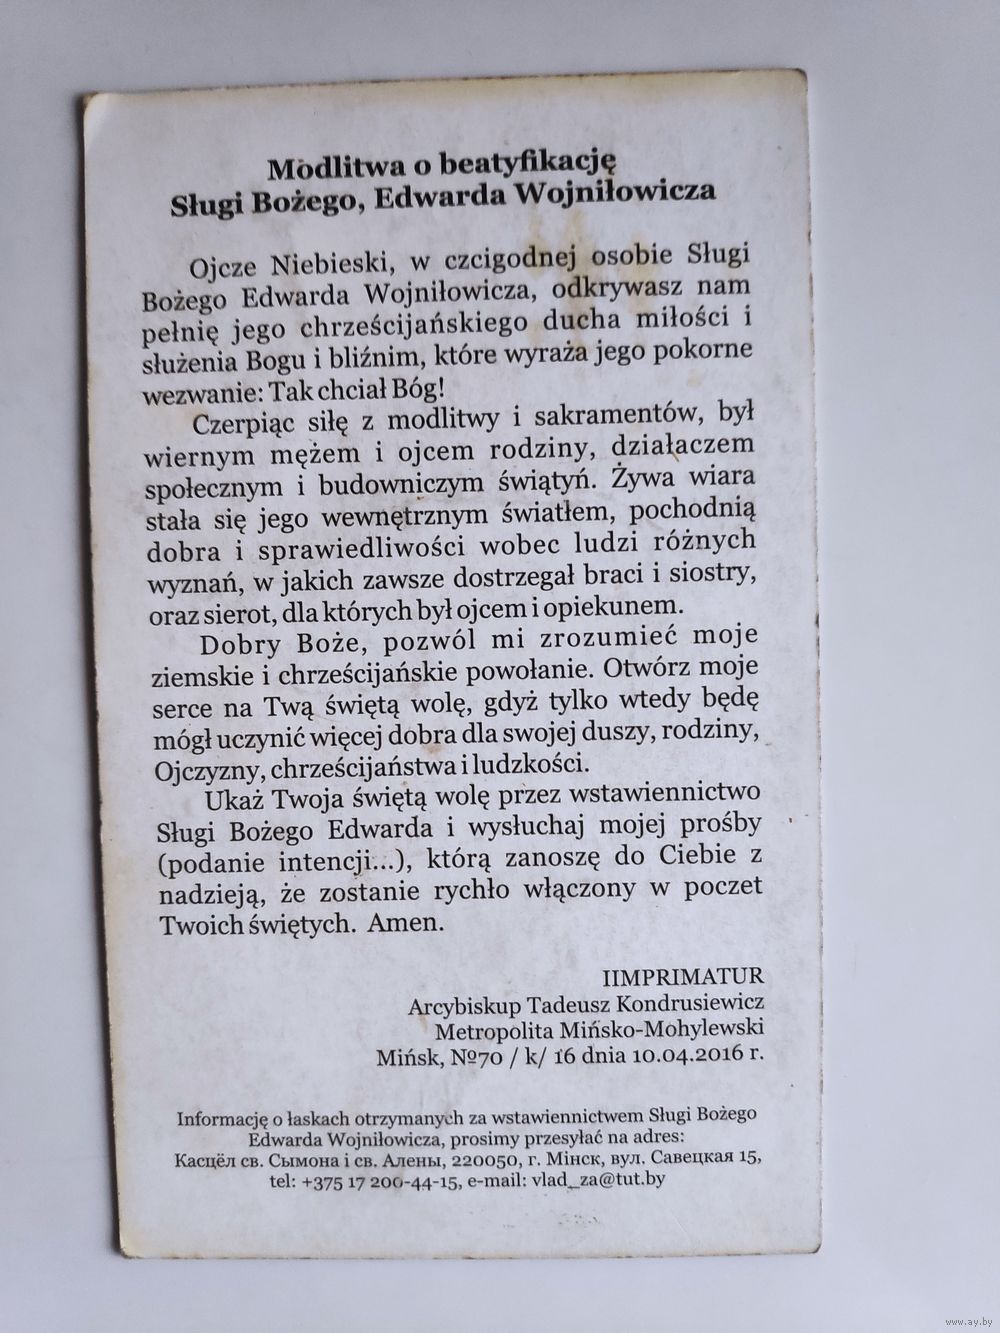 Modlitwa o beatyfikację
Sługi Bożego, Edwarda Wojniłowicza
Ojcze Niebieski, w czcigodnej osobie Sługi
Bożego Edwarda Wojniłowicza, odkrywasz nam
pełnię jego chrześcijańskiego ducha miłości i
służenia Bogu i bliźnim, które wyraża jego pokorne
wezwanie: Tak chciał Bóg!
Czerpiąc siłę z modlitwy i sakramentów, był
wiernym mężem i ojcem rodziny, działaczem
społecznym i budowniczym świątyń. Żywa wiara
stała się jego wewnętrznym światłem, pochodnią
dobra i sprawiedliwości wobec ludzi różnych
wyznań, w jakich zawsze dostrzegał braci i siostry,
oraz sierot, dla których był ojcem i opiekunem.
Dobry Boże, pozwól mi zrozumieć moje
ziemskie i chrześcijańskie powołanie. Otwórz moje
serce na Twą świętą wolę, gdyż tylko wtedy będę
mógł uczynić więcej dobra dla swojej duszy, rodziny,
Ojczyzny, chrześcijaństwa i ludzkości.
Ukaż Twoja świętą wolę przez wstawiennictwo
Sługi Bożego Edwarda i wysłuchaj mojej prośby
(podanie intencji...), którą zanoszę do Ciebie z
nadzieją, że zostanie rychło włączony w poczet
Twoich świętych. Amen.
IIMPRIMATUR
Arcybiskup Tadeusz Kondrusiewicz
Metropolita Mińsko-Mohylewski
Mińsk, №70 / k/ 16 dnia 10.04.2016 r.
Informację o łaskach otrzymanych za wstawiennictwem Sługi Bożego
Edwarda Wojniłowicza, prosimy przesyłać na adres:
Касцёл св. Сымона і св. Алены, 220050, г. Мінск, вул. Савецкая 15,
tel: +375 17 200-44-15, e-mail: vlad_za@tut.by
www.ay.by